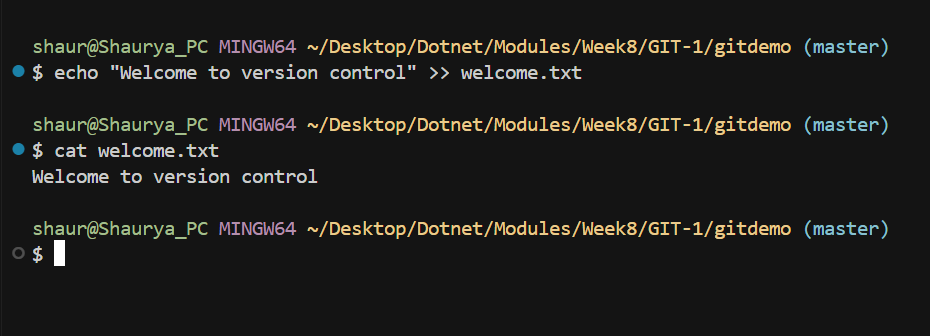 shaur@Shaurya_PC MINGW64 ~/Desktop/Dotnet/Modules/Week8/GIT-1/gitdemo (master)
$ echo "Welcome to version control" >> welcome.txt
shaur@Shaurya_PC MINGW64 ~/Desktop/Dotnet/Modules/Week8/GIT-1/gitdemo (master)
$ cat welcome.txt
Welcome to version control
shaur@Shaurya_PC MINGW64 ~/Desktop/Dotnet/Modules/Week8/GIT-1/gitdemo (master)
$